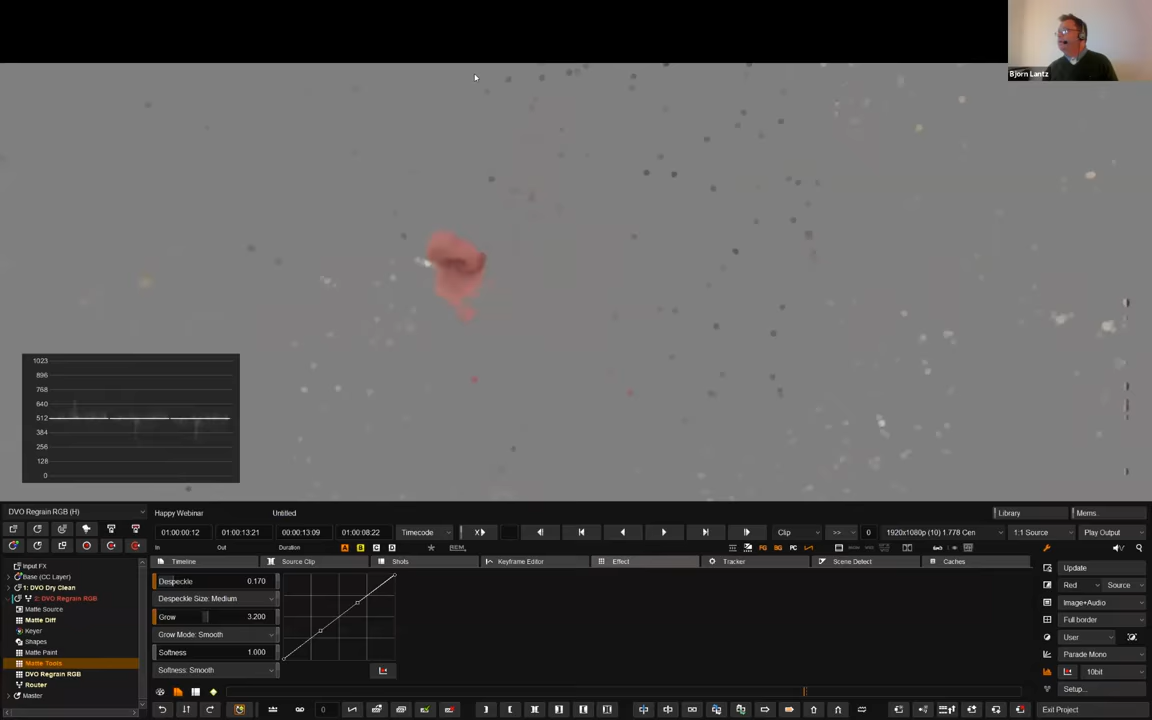 Bjorn Lantz
1023
896
768
640
512
384
256
128
0
DVO Regrain RGB (H)
Happy Webinar
Untitled
Library
Mems...
01:00:00:12
01:00:13:21
00:00:13:09
01:00:08:22
Timecode
X
Clip
>>
0
1920x1080p (10) 1.778 Cen
1:1 Source
Play Output
In
Out
Duration
A
B
C
D
REM
FG
BG
PC
Input FX
Base (CC Layer)
1: DVO Dry Clean
2: DVO Regrain RGB
Matte Source
Matte Diff
Keyer
Shapes
Matte Paint
Matte Tools
DVO Regrain RGB
Router
Master
Timeline
Source Clip
Shots
Keyframe Editor
Effect
Tracker
Scene Detect
Caches
Despeckle 0.170
Despeckle Size: Medium
Grow 3.200
Grow Mode: Smooth
Softness 1.000
Softness: Smooth
Update
Red
Source
Image+Audio
Full border
User
Parade Mono
10bit
Setup...
0
Exit Project